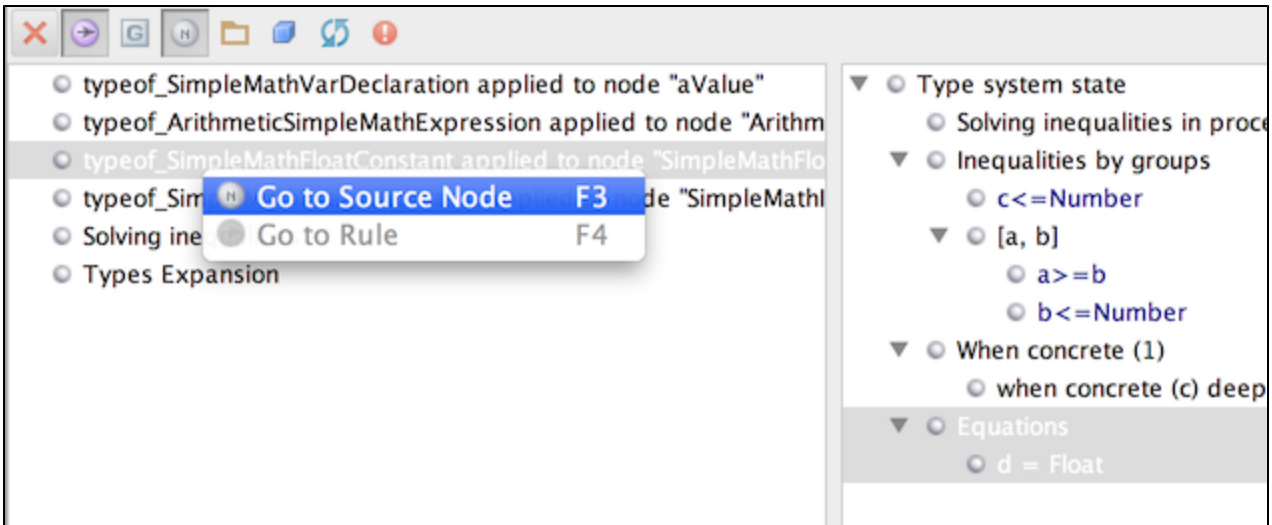 G N
typeof_SimpleMathVarDeclaration applied to node "aValue"
typeof_ArithmeticSimpleMathExpression applied to node "Arithm
typeof_SimpleMathFloatConstant applied to node "SimpleMathFlo
typeof_Sim de "SimpleMathI
Solving ine
Types Expansion
N Go to Source Node F3
Go to Rule F4
Type system state
Solving inequalities in proce
Inequalities by groups
c<=Number
[a, b]
a>=b
b<=Number
When concrete (1)
when concrete (c) deep
Equations
d = Float